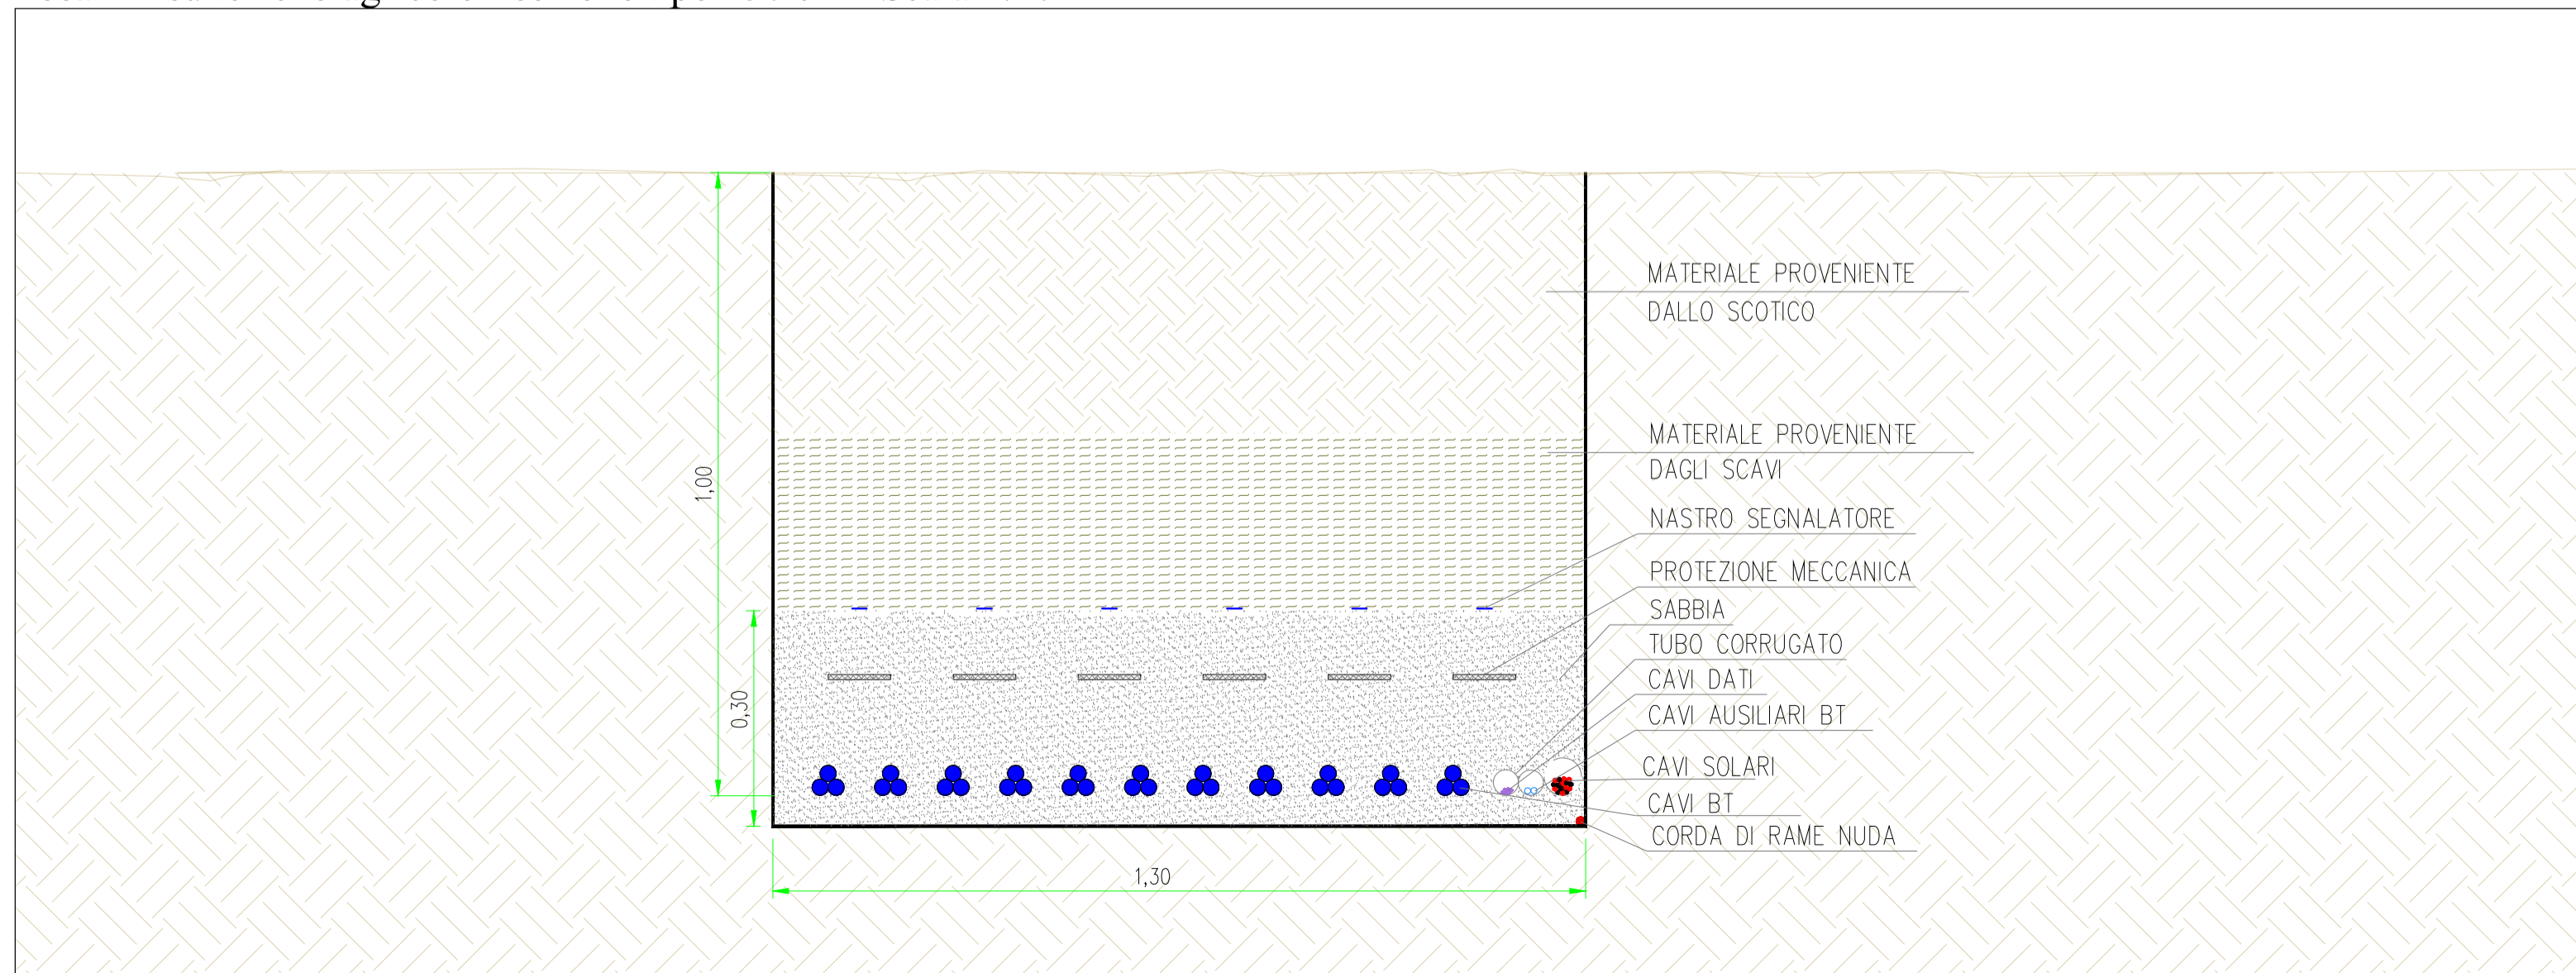 MATERIALE PROVENIENTE
DALLO SCOTICO
MATERIALE PROVENIENTE
DAGLI SCAVI
1,00
NASTRO SEGNALATORE
PROTEZIONE MECCANICA
SABBIA
TUBO CORRUGATO
CAVI DATI
0,30
CAVI AUSILIARI BT
CAVI SOLARI
CAVI BT
CORDA DI RAME NUDA
1,30